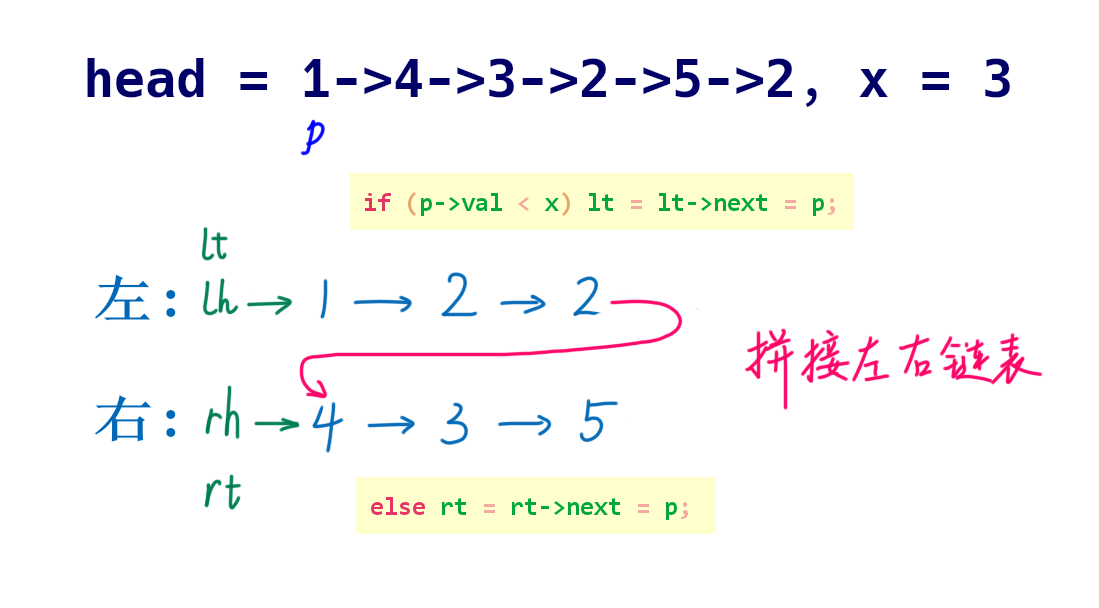 head = 1->4->3->2->5->2, x = 3
p
if (p->val < x) lt = lt->next = p;
lt
左: lh → 1 → 2 → 2
拼接左右链表
右: rh → 4 → 3 → 5
rt
else rt = rt->next = p;